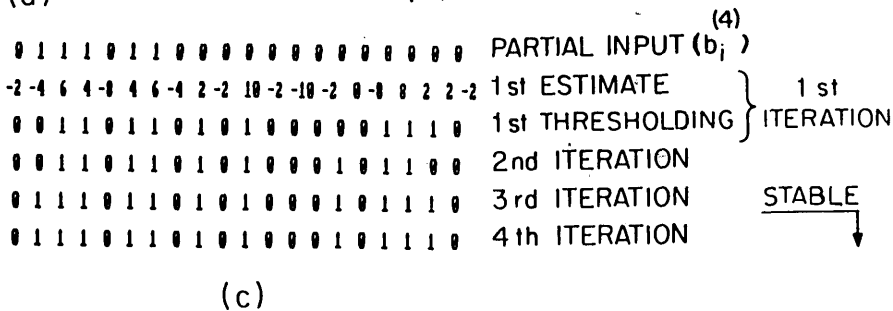 (4)
0 1 1 1 0 1 1 0 0 0 0 0 0 0 0 0 0 0 0 0 PARTIAL INPUT (bᵢ )
-2 -4 6 4 -8 4 6 -4 2 -2 10 -2 -10 -2 0 -8 8 2 2 -2 1st ESTIMATE
0 0 1 1 0 1 1 0 1 0 1 0 0 0 0 0 1 1 1 0 1st THRESHOLDING
1 st
ITERATION
0 0 1 1 0 1 1 0 1 0 1 0 0 0 1 0 1 1 0 0 2nd ITERATION
0 1 1 1 0 1 1 0 1 0 1 0 0 0 1 0 1 1 1 0 3rd ITERATION
STABLE
0 1 1 1 0 1 1 0 1 0 1 0 0 0 1 0 1 1 1 0 4th ITERATION
(c)